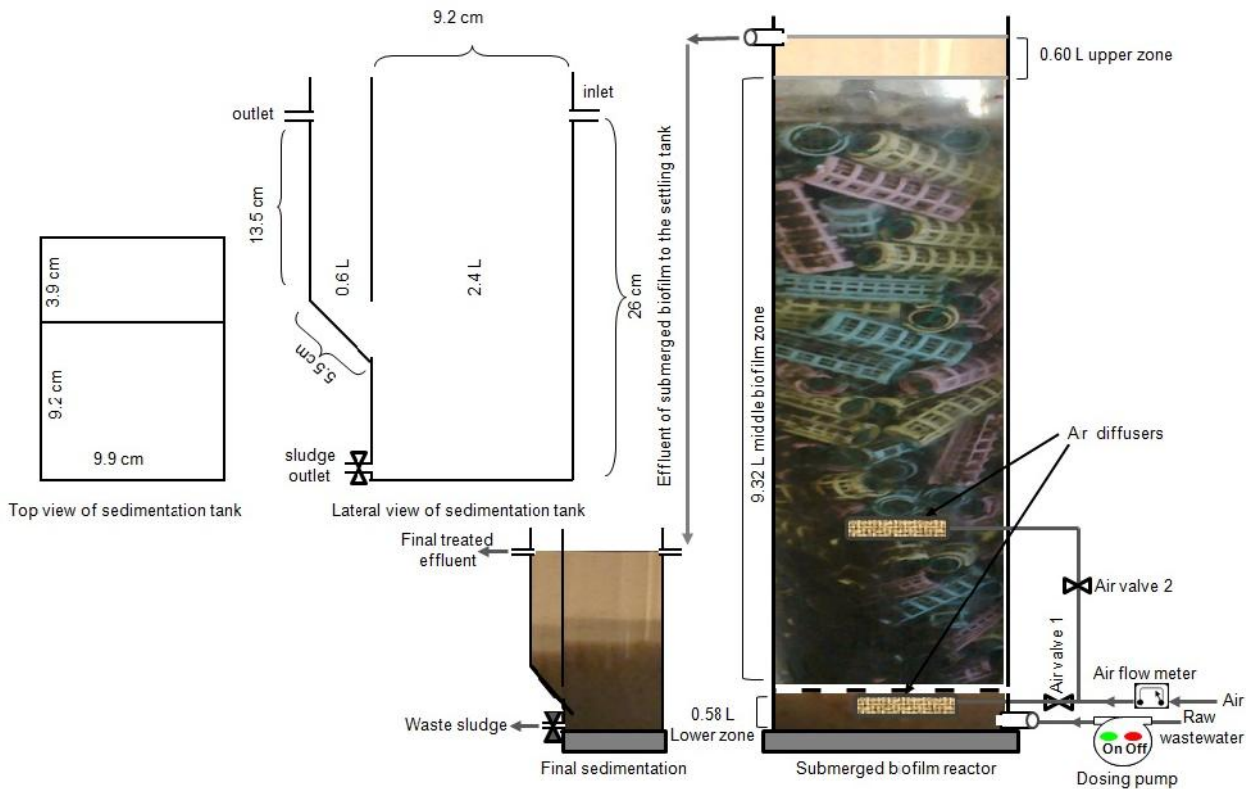 9.2 cm
outlet
inlet
13.5 cm
0.6 L
2.4 L
26 cm
5.5 cm
sludge
outlet
3.9 cm
9.2 cm
9.9 cm
Top view of sedimentation tank
Lateral view of sedimentation tank
Final treated
effluent
Waste sludge
Final sedimentation
Effluent of submerged biofilm to the settling tank
0.60 L upper zone
9.32 L middle biofilm zone
0.58 L
Lower zone
Air diffusers
Air valve 2
Air valve 1
Air flow meter
Air
Raw
wastewater
On Off
Dosing pump
Submerged biofilm reactor